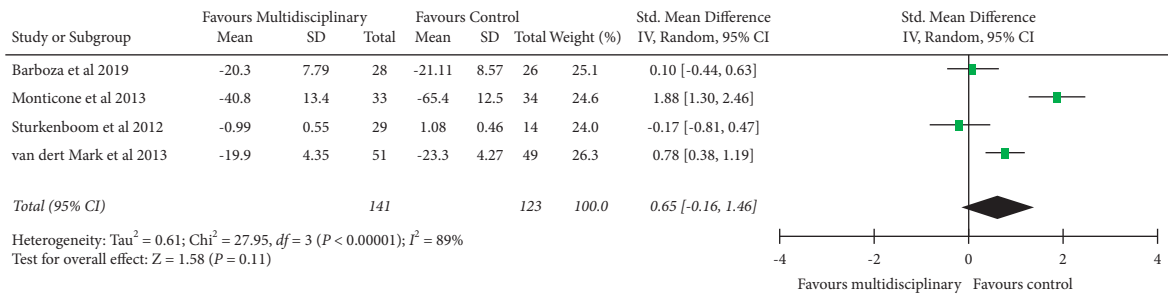 Favours Multidisciplinary Favours Control Std. Mean Difference Std. Mean Difference
Study or Subgroup Mean SD Total Mean SD Total Weight (%) IV, Random, 95% CI IV, Random, 95% CI
Barboza et al 2019 -20.3 7.79 28 -21.11 8.57 26 25.1 0.10 [-0.44, 0.63]
Monticone et al 2013 -40.8 13.4 33 -65.4 12.5 34 24.6 1.88 [1.30, 2.46]
Sturkenboom et al 2012 -0.99 0.55 29 1.08 0.46 14 24.0 -0.17 [-0.81, 0.47]
van dert Mark et al 2013 -19.9 4.35 51 -23.3 4.27 49 26.3 0.78 [0.38, 1.19]
Total (95% CI) 141 123 100.0 0.65 [-0.16, 1.46]
Heterogeneity: Tau² = 0.61; Chi² = 27.95, df = 3 (P < 0.00001); I² = 89%
Test for overall effect: Z = 1.58 (P = 0.11)
-4 -2 0 2 4
Favours multidisciplinary Favours control